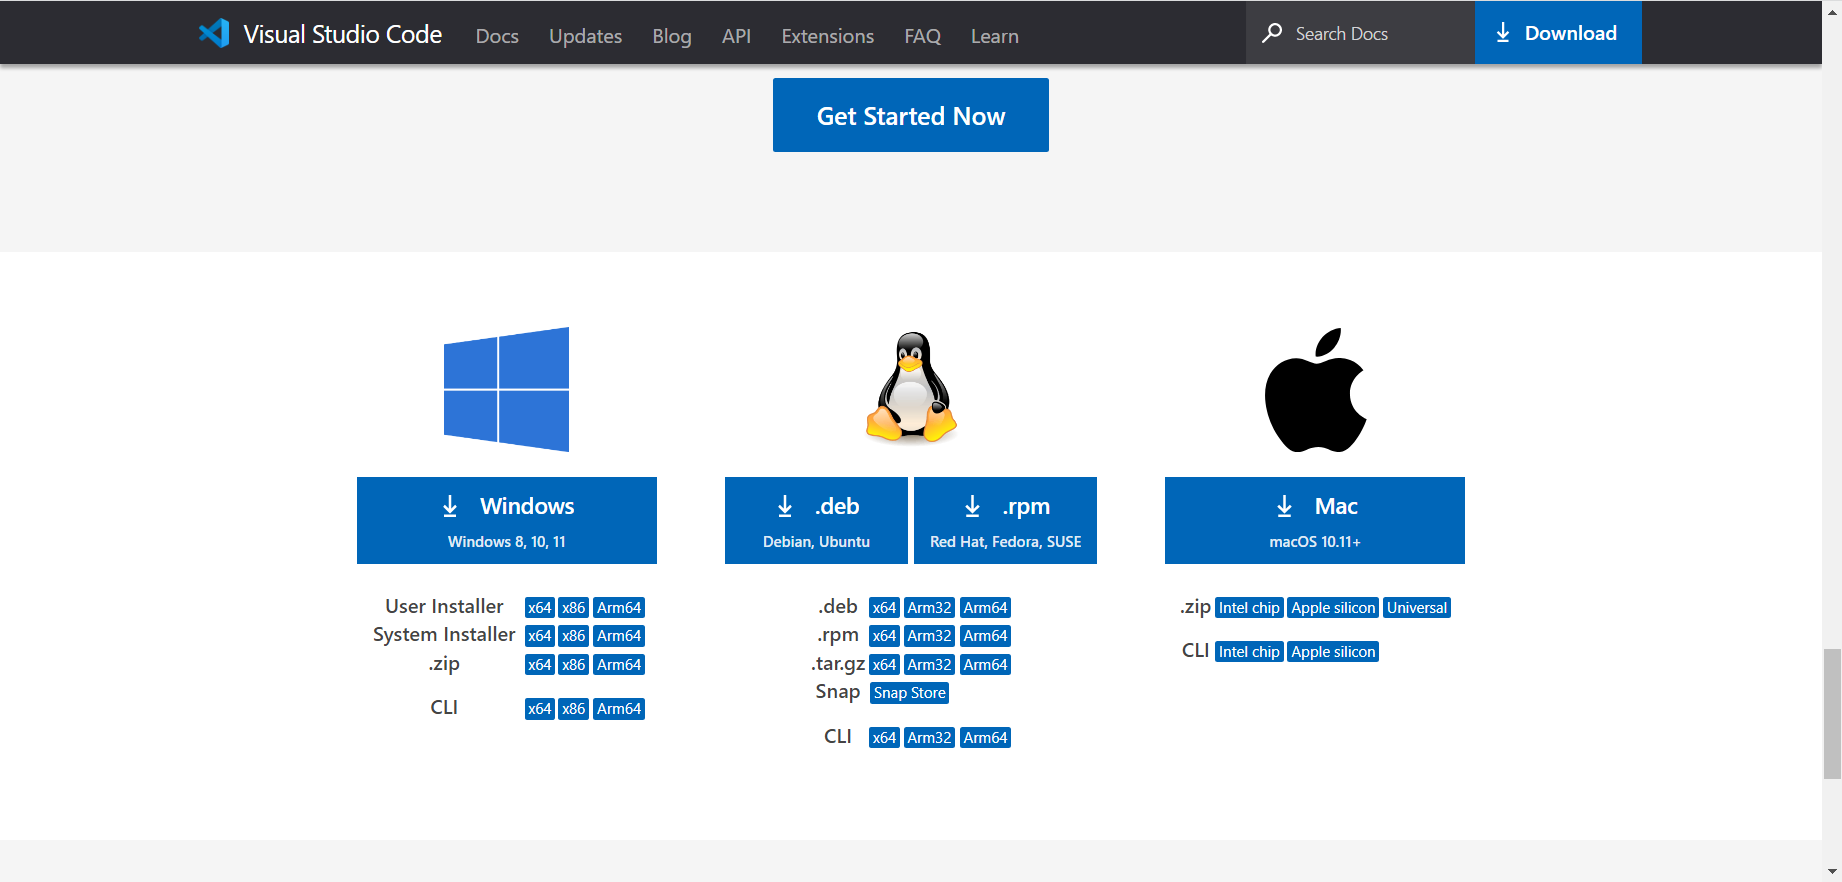 Visual Studio Code Docs Updates Blog API Extensions FAQ Learn Search Docs Download
Get Started Now
Windows
Windows 8, 10, 11
User Installer x64 x86 Arm64
System Installer x64 x86 Arm64
.zip x64 x86 Arm64
CLI x64 x86 Arm64
.deb
Debian, Ubuntu
.rpm
Red Hat, Fedora, SUSE
.deb x64 Arm32 Arm64
.rpm x64 Arm32 Arm64
.tar.gz x64 Arm32 Arm64
Snap Snap Store
CLI x64 Arm32 Arm64
Mac
macOS 10.11+
.zip Intel chip Apple silicon Universal
CLI Intel chip Apple silicon